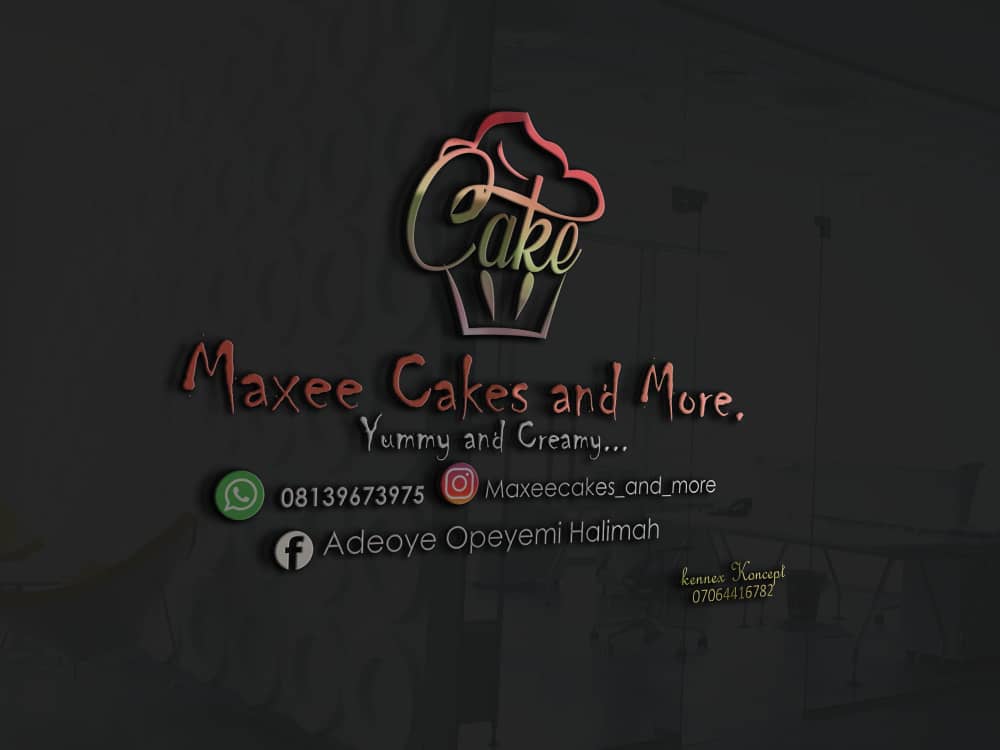 Cake
Maxee Cakes and More.
Yummy and Creamy...
08139673975 Maxeecakes_and_more
Adeoye Opeyemi Halimah
kennex Koncept
07064416782